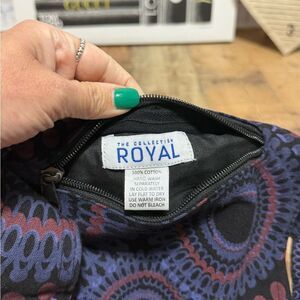 THE COLLECTION
ROYAL
100% COTTON
HAND WASH
SEPARATELY
IN COLD WATER
LAY FLAT TO DRY
USE WARM IRON
DO NOT BLEACH